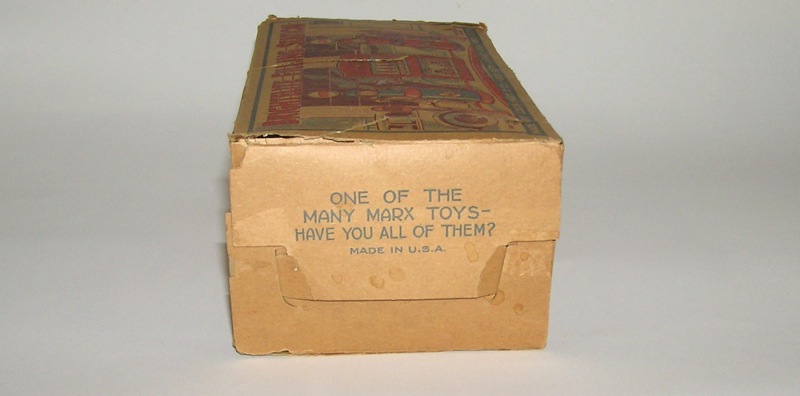 ONE OF THE
MANY MARX TOYS-
HAVE YOU ALL OF THEM?
MADE IN U.S.A.